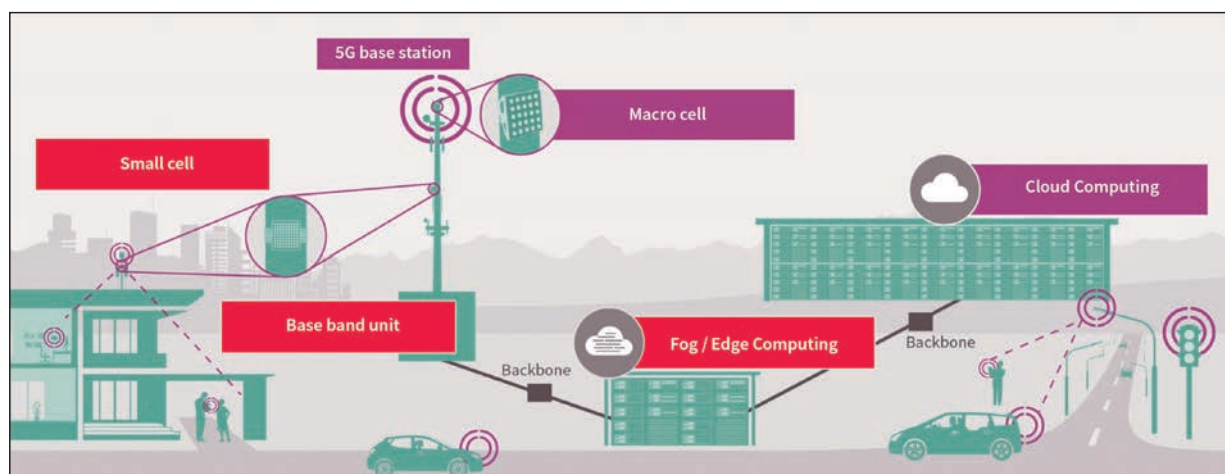 5G base station
Macro cell
Small cell
Cloud Computing
Base band unit
Fog / Edge Computing
Backbone
Backbone